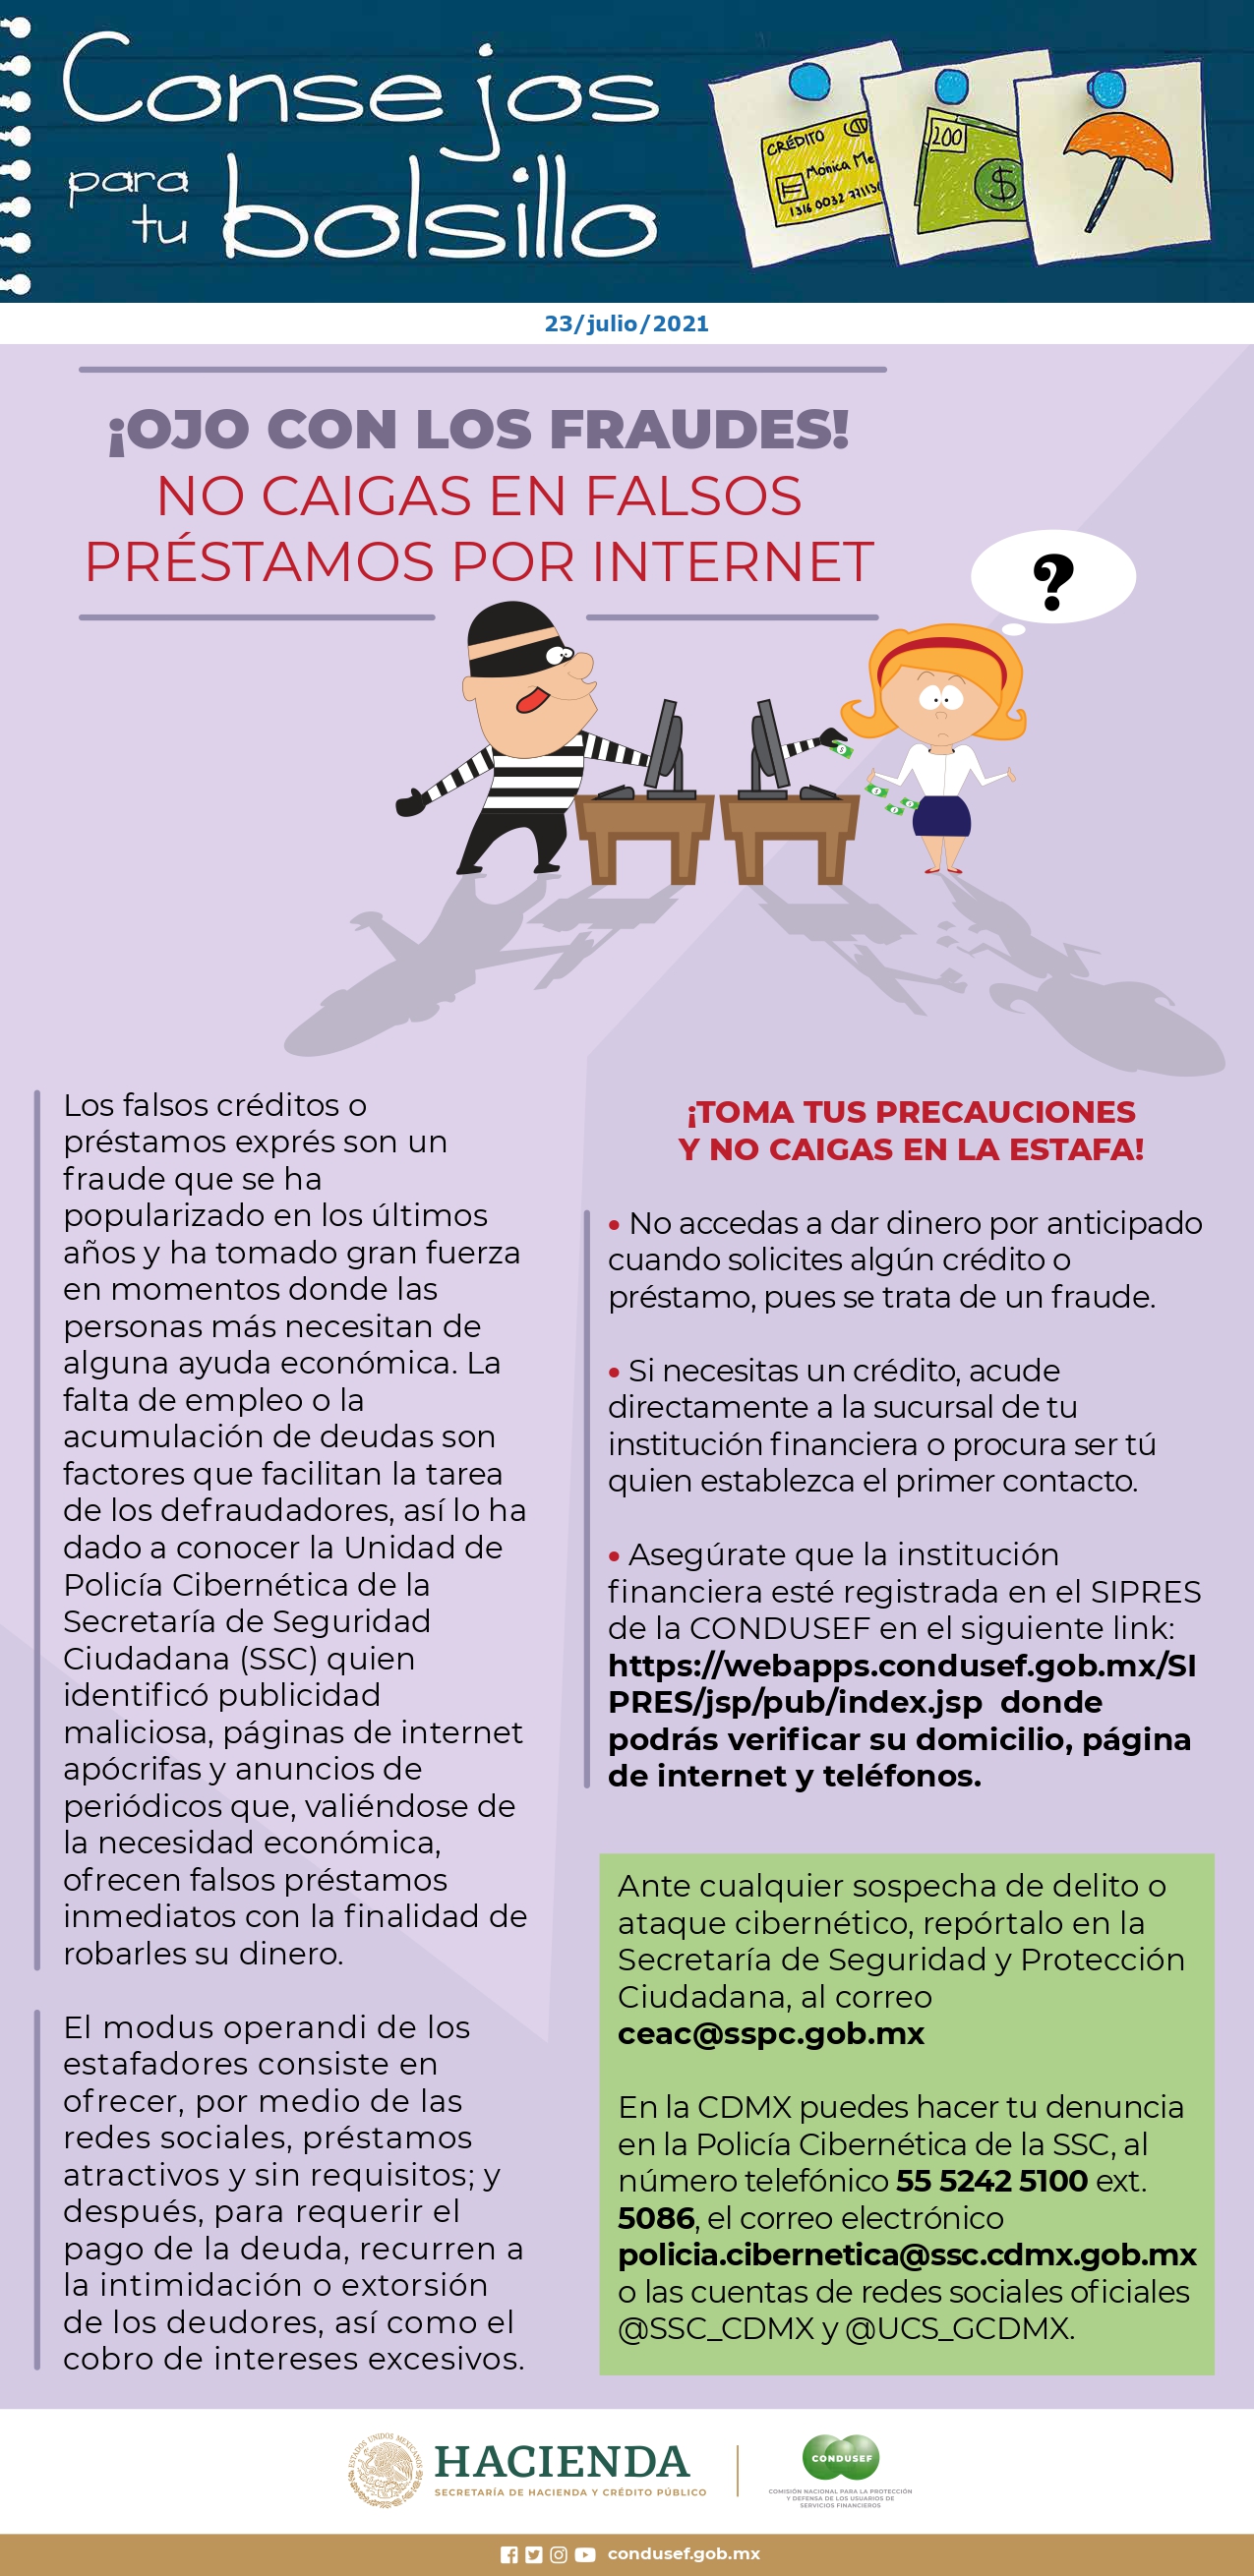 Consejos
para tu bolsillo
CRÉDITO
Mónica Me
1316 0032
200
$
23/julio/2021
¡OJO CON LOS FRAUDES!
NO CAIGAS EN FALSOS
PRÉSTAMOS POR INTERNET
?
Los falsos créditos o
préstamos exprés son un
fraude que se ha
popularizado en los últimos
años y ha tomado gran fuerza
en momentos donde las
personas más necesitan de
alguna ayuda económica. La
falta de empleo o la
acumulación de deudas son
factores que facilitan la tarea
de los defraudadores, así lo ha
dado a conocer la Unidad de
Policía Cibernética de la
Secretaría de Seguridad
Ciudadana (SSC) quien
identificó publicidad
maliciosa, páginas de internet
apócrifas y anuncios de
periódicos que, valiéndose de
la necesidad económica,
ofrecen falsos préstamos
inmediatos con la finalidad de
robarles su dinero.
El modus operandi de los
estafadores consiste en
ofrecer, por medio de las
redes sociales, préstamos
atractivos y sin requisitos; y
después, para requerir el
pago de la deuda, recurren a
la intimidación o extorsión
de los deudores, así como el
cobro de intereses excesivos.
¡TOMA TUS PRECAUCIONES
Y NO CAIGAS EN LA ESTAFA!
• No accedas a dar dinero por anticipado
cuando solicites algún crédito o
préstamo, pues se trata de un fraude.
• Si necesitas un crédito, acude
directamente a la sucursal de tu
institución financiera o procura ser tú
quien establezca el primer contacto.
• Asegúrate que la institución
financiera esté registrada en el SIPRES
de la CONDUSEF en el siguiente link:
https://webapps.condusef.gob.mx/SI
PRES/jsp/pub/index.jsp donde
podrás verificar su domicilio, página
de internet y teléfonos.
Ante cualquier sospecha de delito o
ataque cibernético, repórtalo en la
Secretaría de Seguridad y Protección
Ciudadana, al correo
ceac@sspc.gob.mx
En la CDMX puedes hacer tu denuncia
en la Policía Cibernética de la SSC, al
número telefónico 55 5242 5100 ext.
5086, el correo electrónico
policia.cibernetica@ssc.cdmx.gob.mx
o las cuentas de redes sociales oficiales
@SSC_CDMX y @UCS_GCDMX.
ESTADOS UNIDOS MEXICANOS
HACIENDA
SECRETARÍA DE HACIENDA Y CRÉDITO PÚBLICO
CONDUSEF
COMISIÓN NACIONAL PARA LA PROTECCIÓN
Y DEFENSA DE LOS USUARIOS DE
SERVICIOS FINANCIEROS
condusef.gob.mx